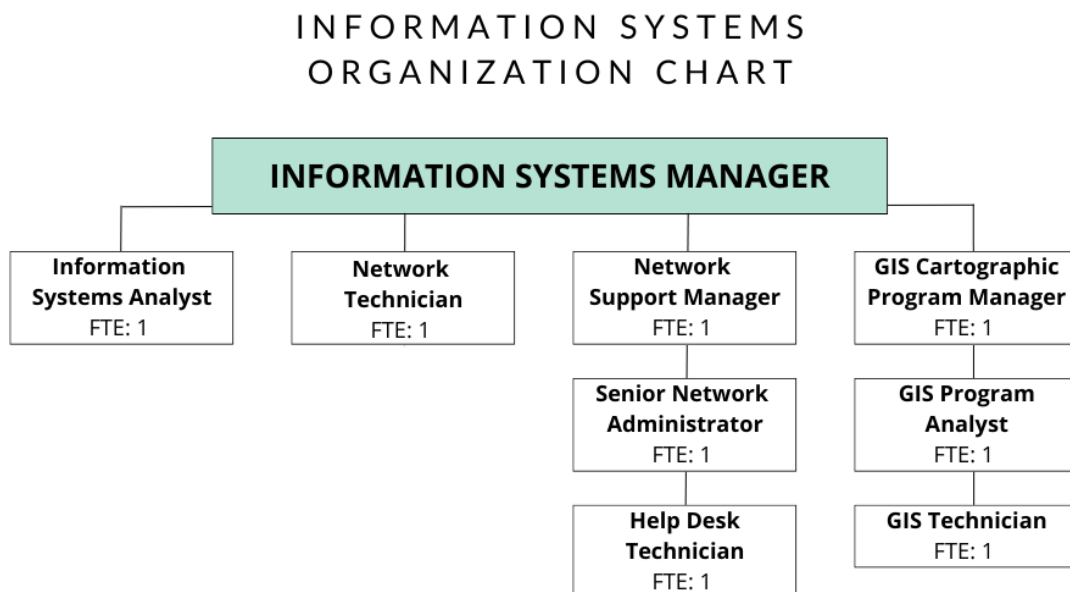 INFORMATION SYSTEMS
ORGANIZATION CHART
INFORMATION SYSTEMS MANAGER
Information
Systems Analyst
FTE: 1
Network
Technician
FTE: 1
Network
Support Manager
FTE: 1
GIS Cartographic
Program Manager
FTE: 1
Senior Network
Administrator
FTE: 1
GIS Program
Analyst
FTE: 1
Help Desk
Technician
FTE: 1
GIS Technician
FTE: 1